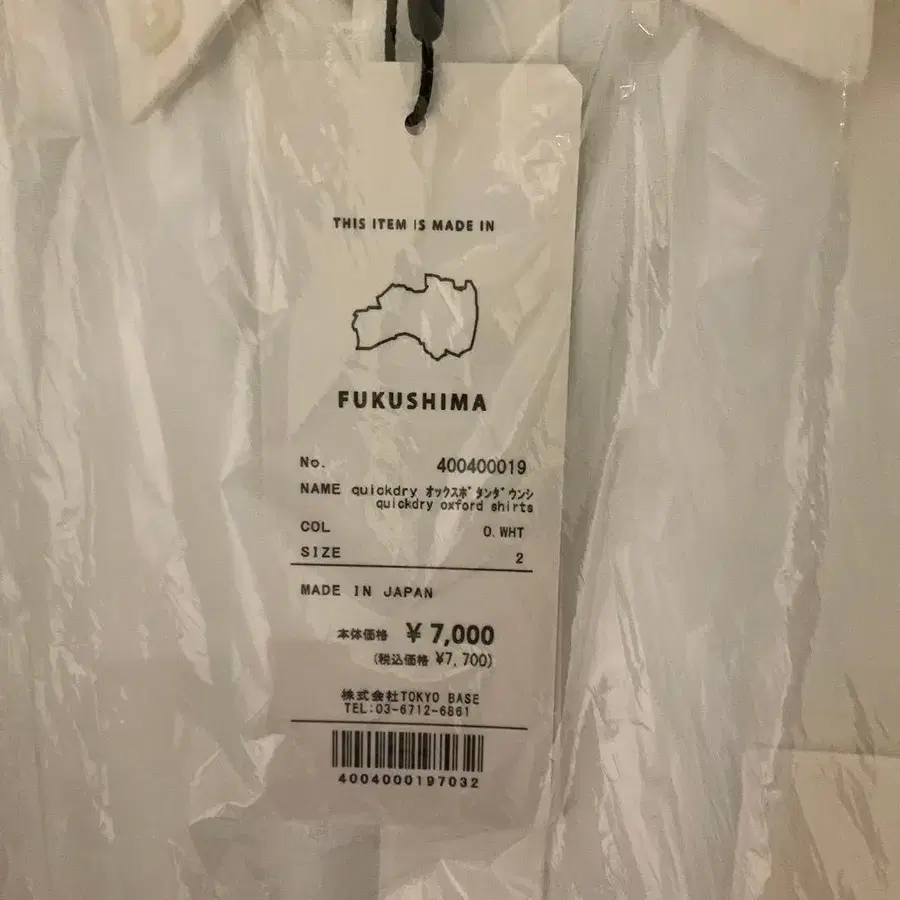 THIS ITEM IS MADE IN
FUKUSHIMA
No. 400400019
NAME quickdry オックスボタンダウンシ
quickdry oxford shirts
COL O.WHT
SIZE 2
MADE IN JAPAN
本体価格 ¥7,000
(税込価格 ¥7,700)
株式会社TOKYO BASE
TEL:03-6712-6861
4004000197032